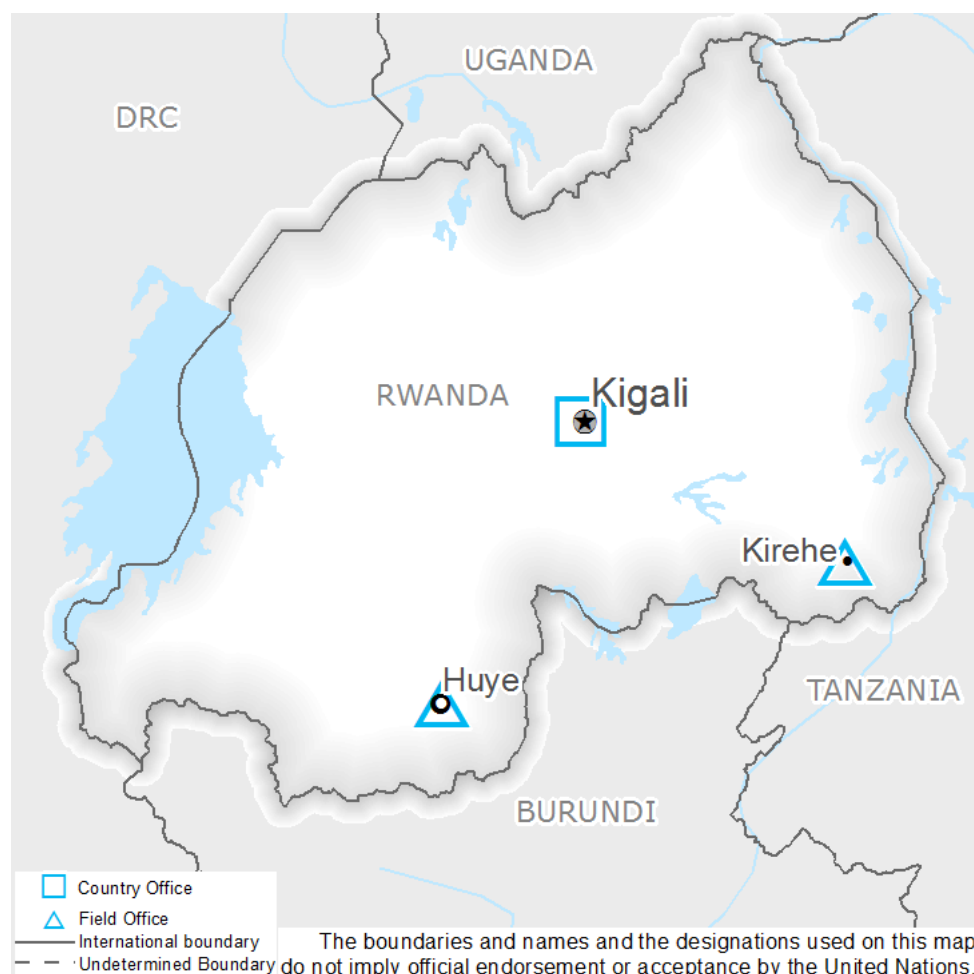 UGANDA
DRC
RWANDA
Kigali
Kirehe
Huye
TANZANIA
BURUNDI
Country Office
Field Office
International boundary
Undetermined Boundary
The boundaries and names and the designations used on this map
do not imply official endorsement or acceptance by the United Nations